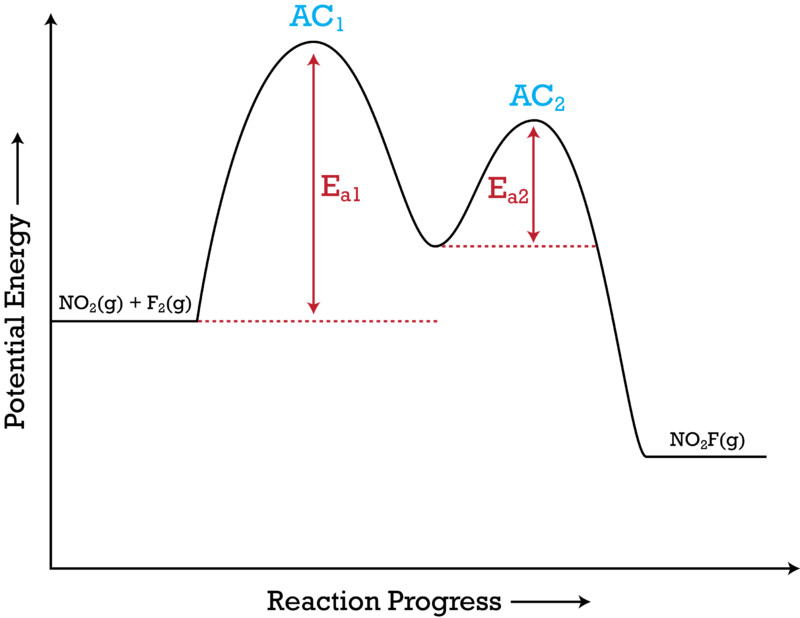 AC₁
AC₂
Eₐ₁
Eₐ₂
NO₂(g) + F₂(g)
NO₂F(g)
Potential Energy
Reaction Progress